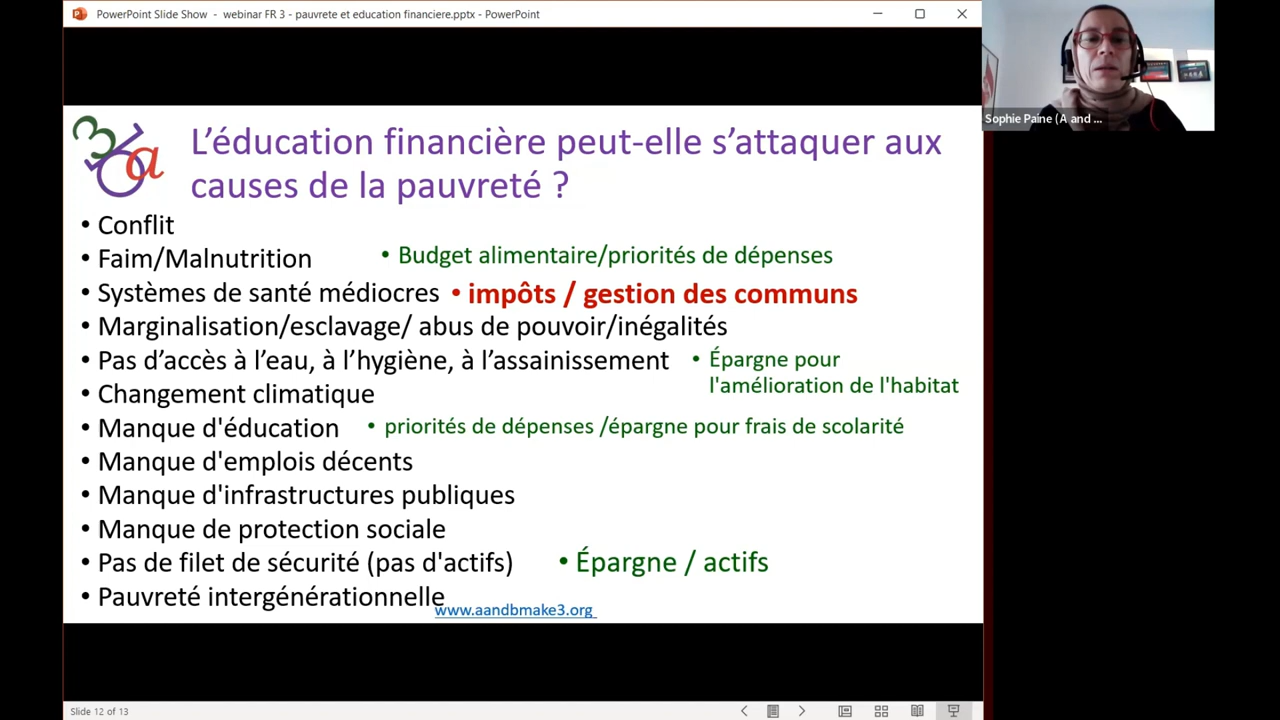 PowerPoint Slide Show - webinar FR 3 - pauvrete et education financiere.pptx - PowerPoint
Sophie Paine (A and ...
36a
L’éducation financière peut-elle s’attaquer aux
causes de la pauvreté ?
• Conflit
• Faim/Malnutrition • Budget alimentaire/priorités de dépenses
• Systèmes de santé médiocres • impôts / gestion des communs
• Marginalisation/esclavage/ abus de pouvoir/inégalités
• Pas d’accès à l’eau, à l’hygiène, à l’assainissement • Épargne pour
l'amélioration de l'habitat
• Changement climatique
• Manque d'éducation • priorités de dépenses /épargne pour frais de scolarité
• Manque d'emplois décents
• Manque d'infrastructures publiques
• Manque de protection sociale
• Pas de filet de sécurité (pas d'actifs) • Épargne / actifs
• Pauvreté intergénérationnelle
www.aandbmake3.org
Slide 12 of 13